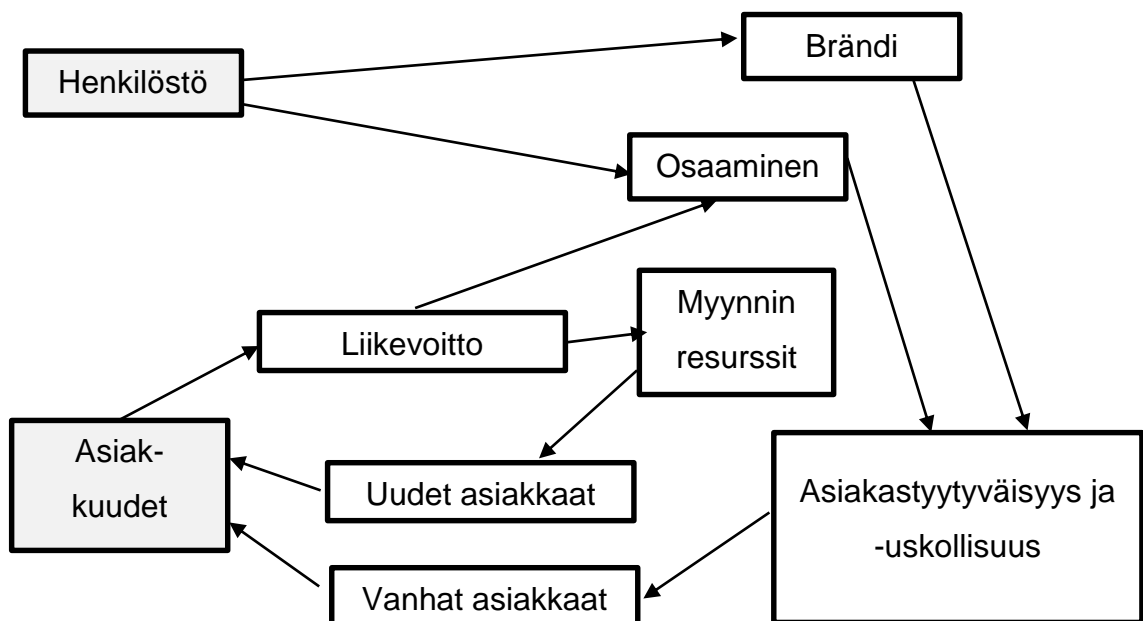 Brändi
Henkilöstö
Osaaminen
Myynnin
resurssit
Liikevoitto
Asiak-
kuudet
Uudet asiakkaat
Asiakastyytyväisyys ja
-uskollisuus
Vanhat asiakkaat